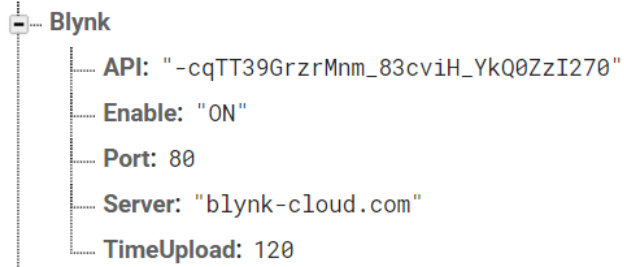 Blynk
API: "-cqTT39GrzrMnm_83cviH_YkQ0ZzI270"
Enable: "ON"
Port: 80
Server: "blynk-cloud.com"
TimeUpload: 120